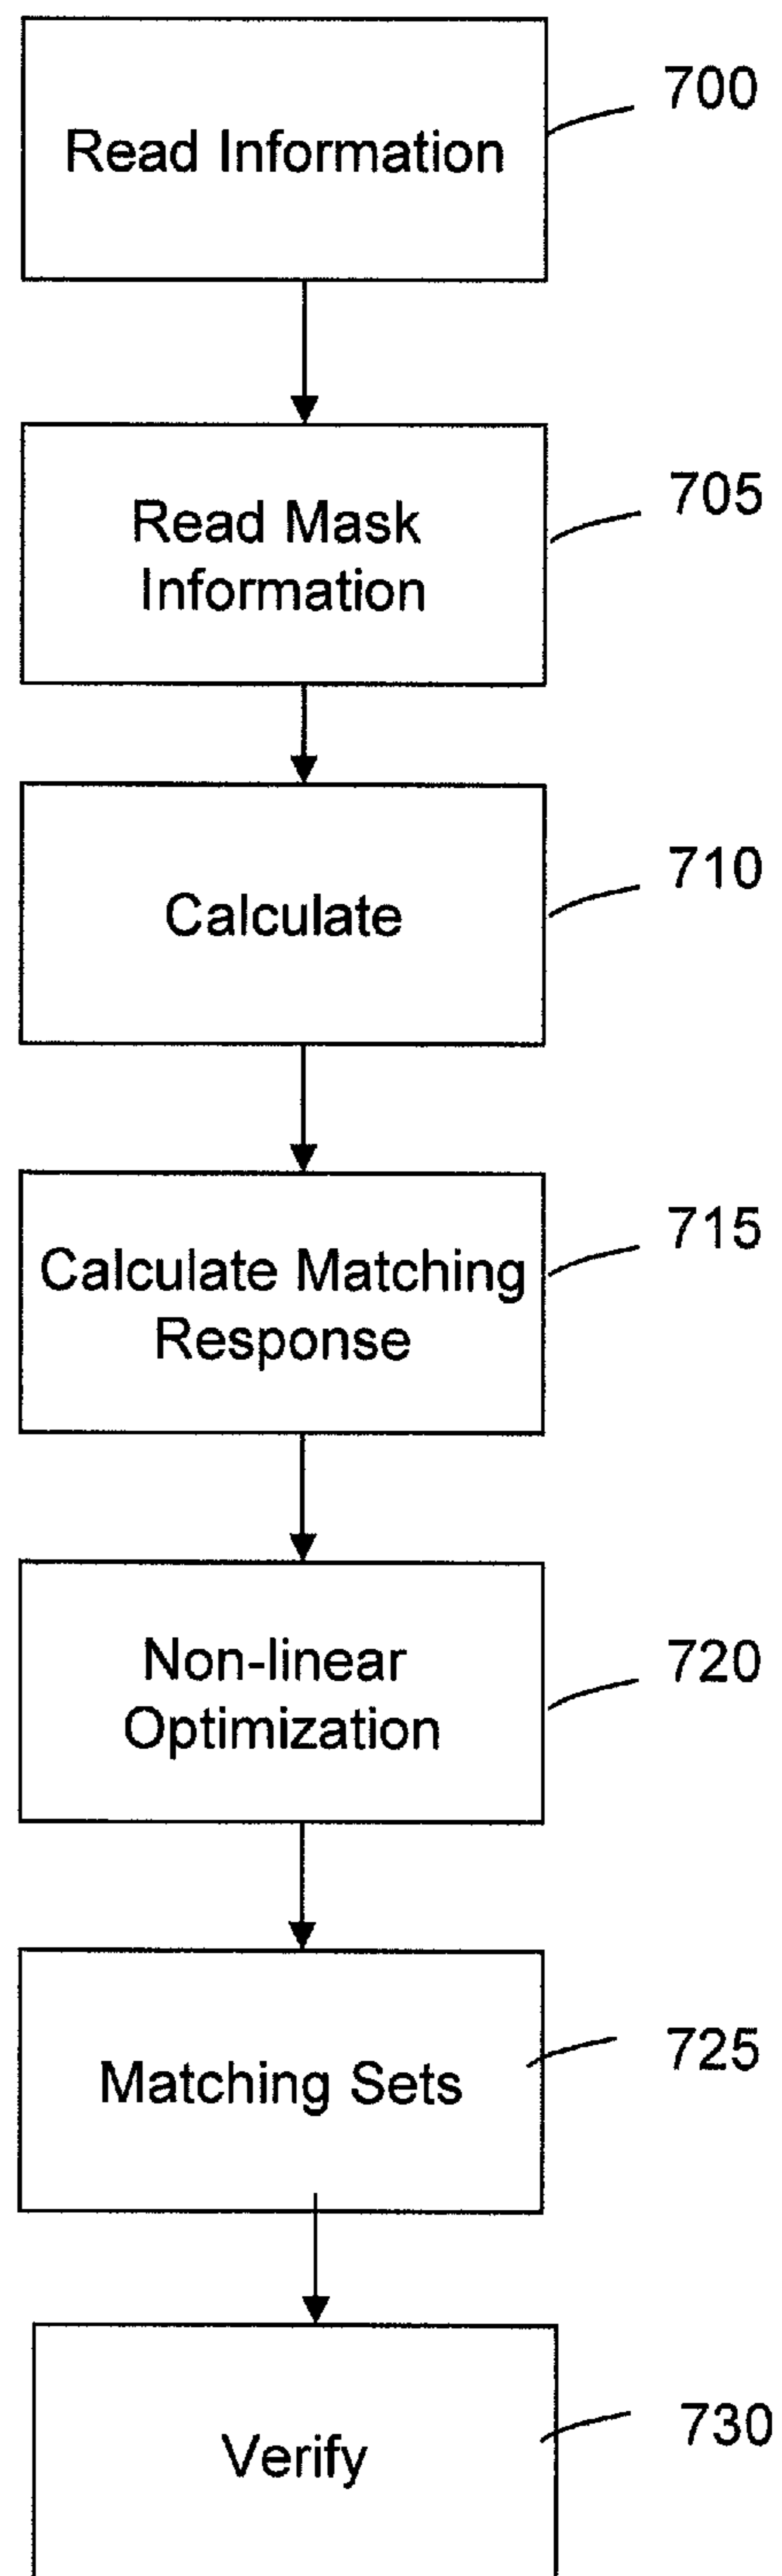 700
Read Information
705
Read Mask
Information
710
Calculate
715
Calculate Matching
Response
720
Non-linear
Optimization
725
Matching Sets
730
Verify